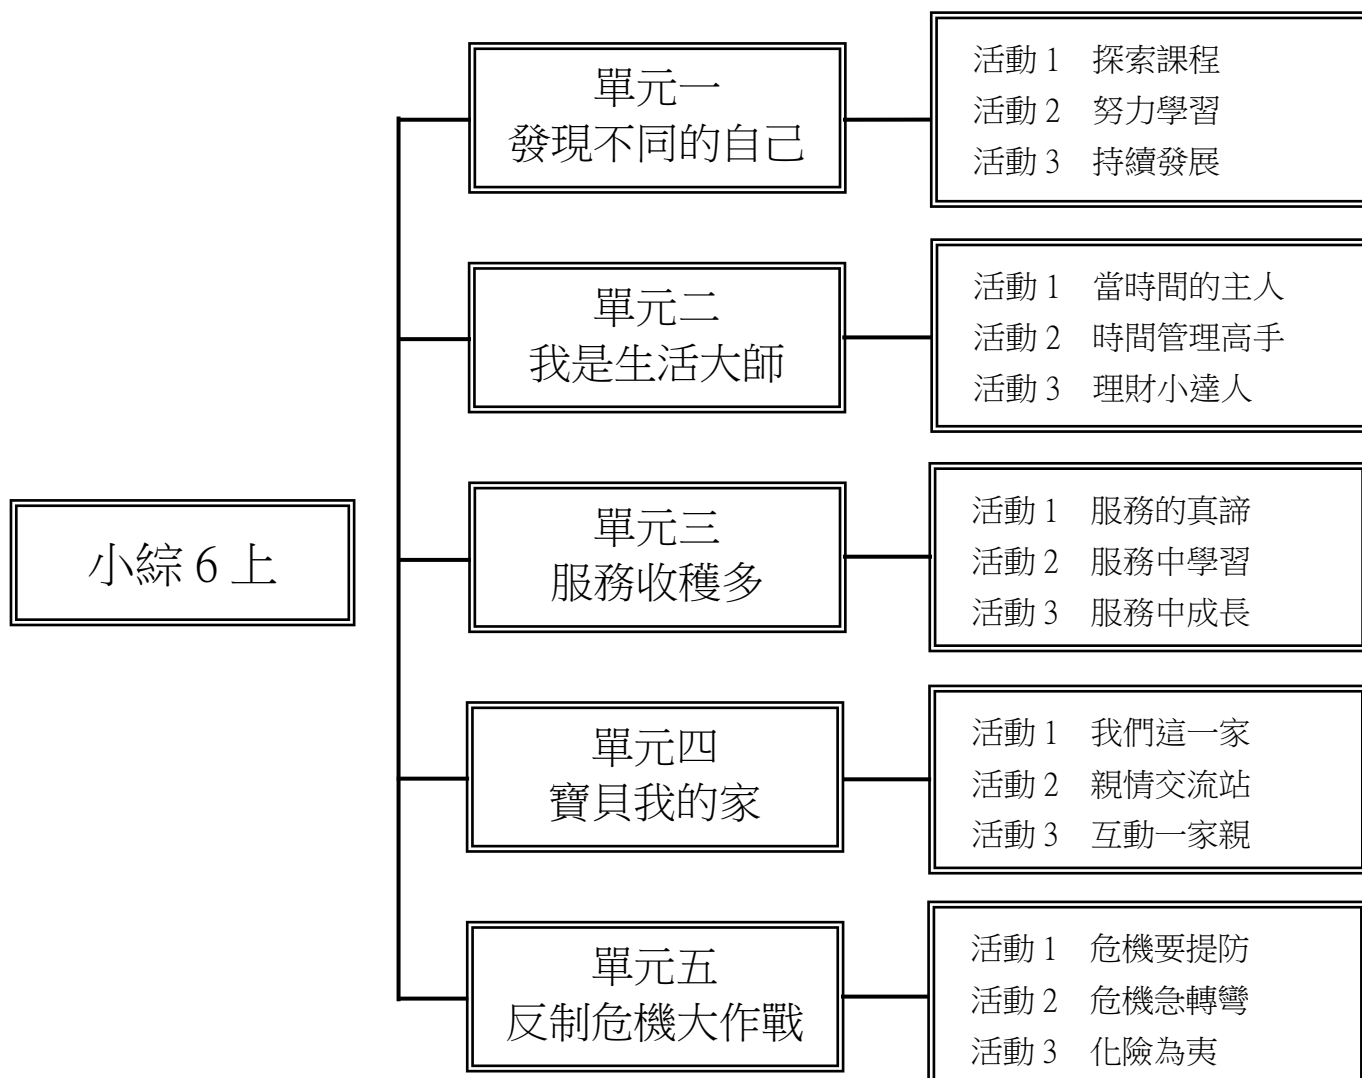 小綜 6 上
單元一
發現不同的自己
活動 1　探索課程
活動 2　努力學習
活動 3　持續發展
單元二
我是生活大師
活動 1　當時間的主人
活動 2　時間管理高手
活動 3　理財小達人
單元三
服務收穫多
活動 1　服務的真諦
活動 2　服務中學習
活動 3　服務中成長
單元四
寶貝我的家
活動 1　我們這一家
活動 2　親情交流站
活動 3　互動一家親
單元五
反制危機大作戰
活動 1　危機要提防
活動 2　危機急轉彎
活動 3　化險為夷